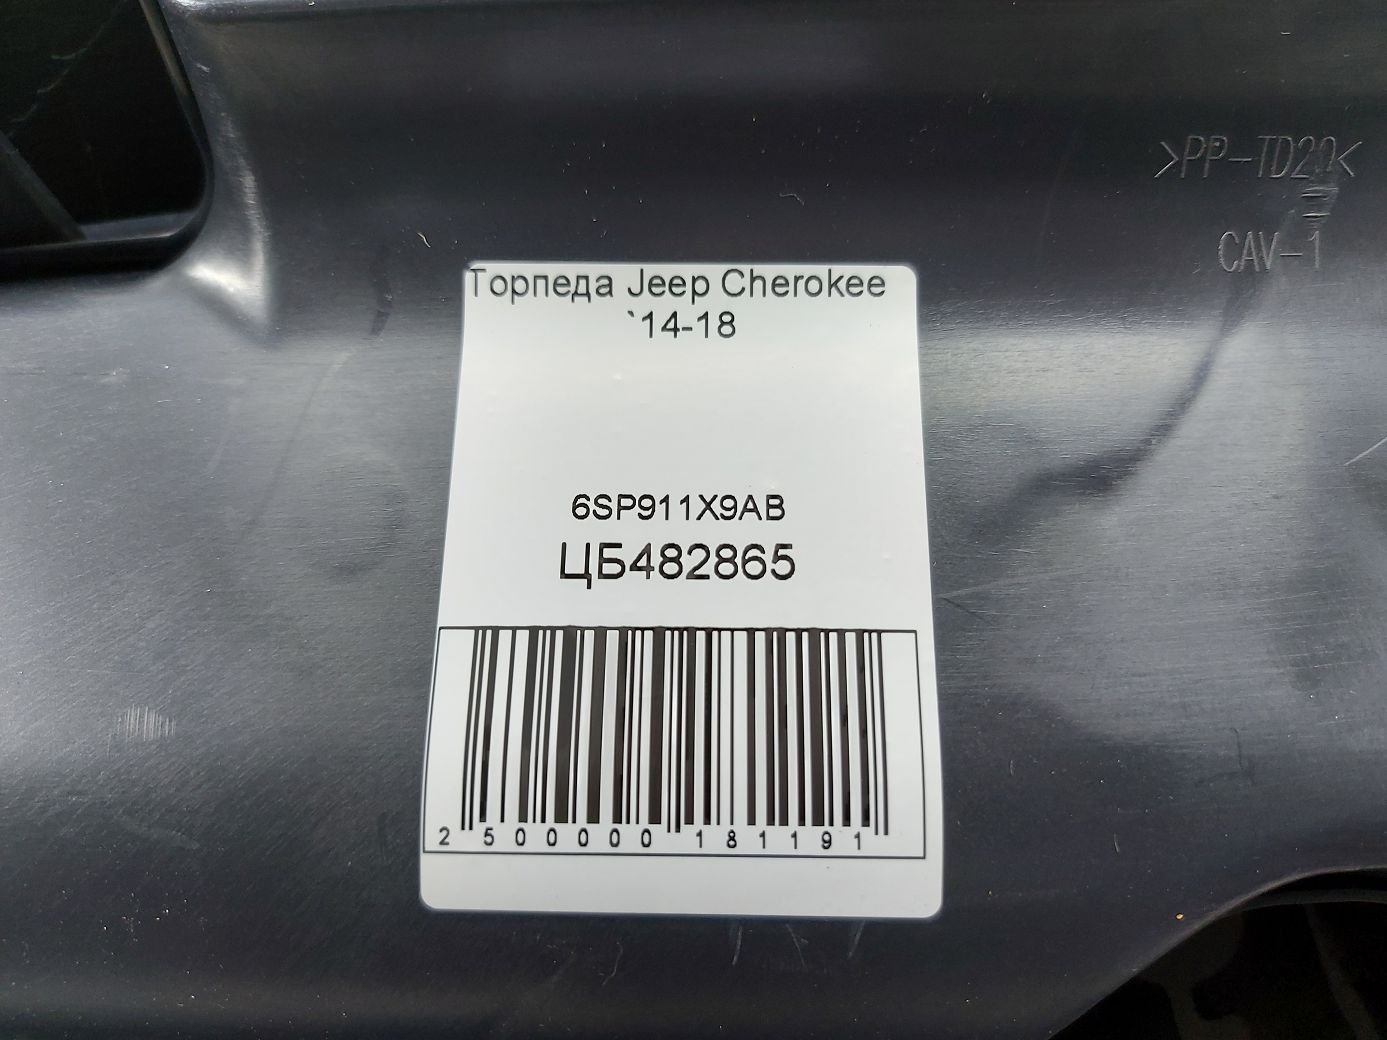 >PP-TD20<
CAV-1
Торпеда Jeep Cherokee
`14-18
6SP911X9AB
ЦБ482865
2 500000 181191